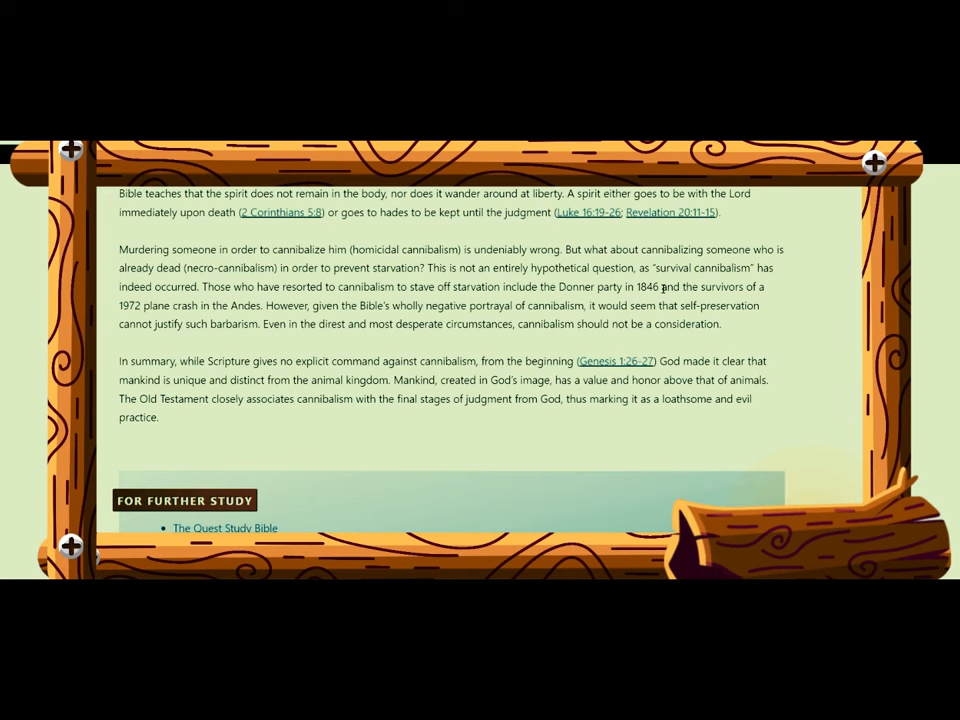 Bible teaches that the spirit does not remain in the body, nor does it wander around at liberty. A spirit either goes to be with the Lord
immediately upon death (2 Corinthians 5:8) or goes to hades to be kept until the judgment (Luke 16:19-26; Revelation 20:11-15).
Murdering someone in order to cannibalize him (homicidal cannibalism) is undeniably wrong. But what about cannibalizing someone who is
already dead (necro-cannibalism) in order to prevent starvation? This is not an entirely hypothetical question, as “survival cannibalism” has
indeed occurred. Those who have resorted to cannibalism to stave off starvation include the Donner party in 1846 and the survivors of a
1972 plane crash in the Andes. However, given the Bible’s wholly negative portrayal of cannibalism, it would seem that self-preservation
cannot justify such barbarism. Even in the direst and most desperate circumstances, cannibalism should not be a consideration.
In summary, while Scripture gives no explicit command against cannibalism, from the beginning (Genesis 1:26-27) God made it clear that
mankind is unique and distinct from the animal kingdom. Mankind, created in God’s image, has a value and honor above that of animals.
The Old Testament closely associates cannibalism with the final stages of judgment from God, thus marking it as a loathsome and evil
practice.
FOR FURTHER STUDY
• The Quest Study Bible